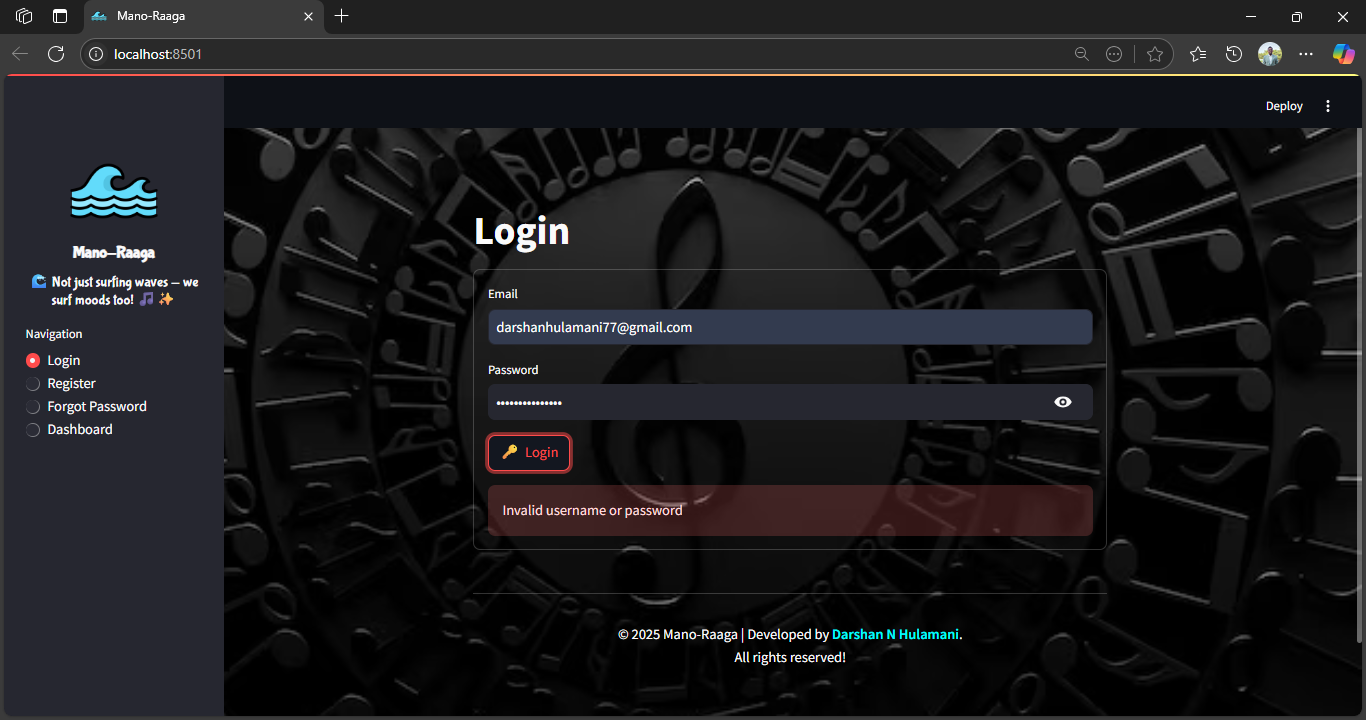 Mano-Raaga
localhost:8501
Deploy
Mano-Raaga
Not just surfing waves – we
surf moods too!
Navigation
Login
Register
Forgot Password
Dashboard
Login
Email
darshanhulamani77@gmail.com
Password
•••••••••••••••
Login
Invalid username or password
© 2025 Mano-Raaga | Developed by Darshan N Hulamani.
All rights reserved!